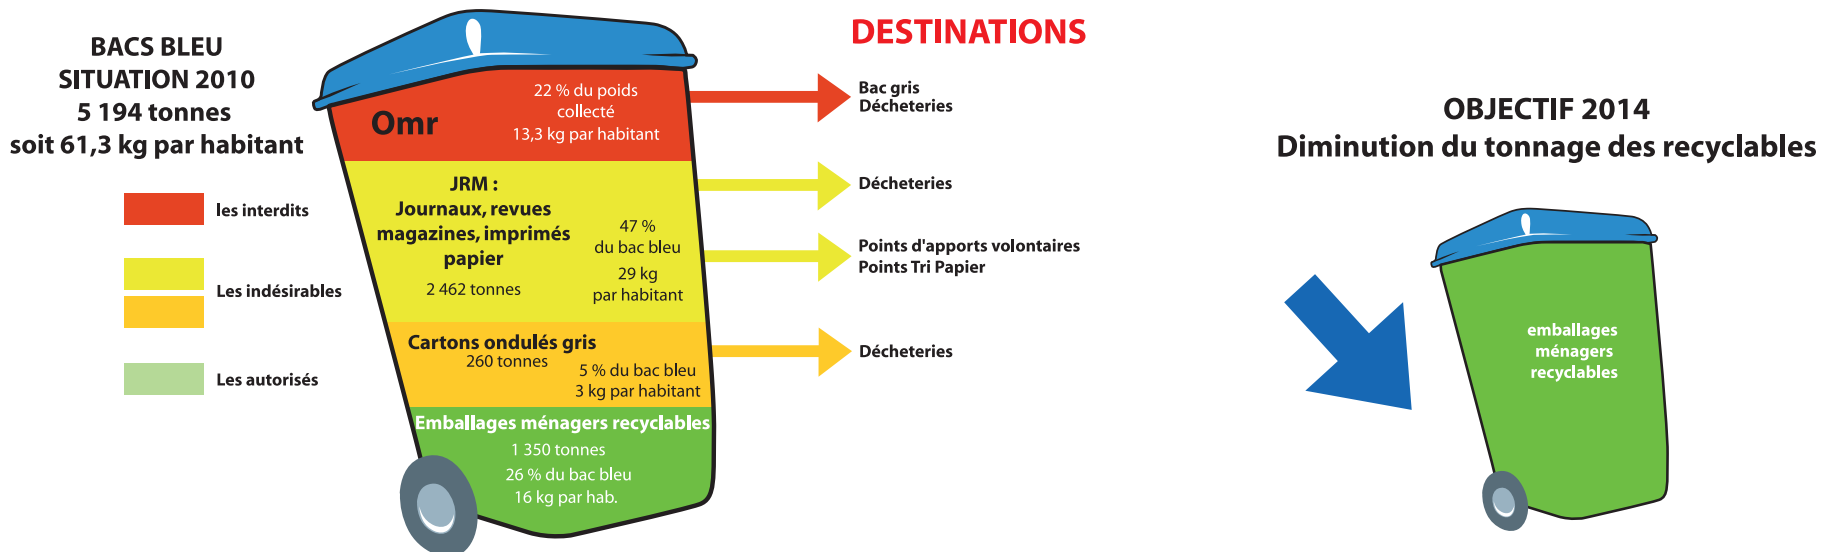 BACS BLEU
SITUATION 2010
5 194 tonnes
soit 61,3 kg par habitant
les interdits
Les indésirables
Les autorisés
Omr
22 % du poids
collecté
13,3 kg par habitant
JRM :
Journaux, revues
magazines, imprimés
papier
2 462 tonnes
47 %
du bac bleu
29 kg
par habitant
Cartons ondulés gris
260 tonnes
5 % du bac bleu
3 kg par habitant
Emballages ménagers recyclables
1 350 tonnes
26 % du bac bleu
16 kg par hab.
DESTINATIONS
Bac gris
Décheteries
Décheteries
Points d'apports volontaires
Points Tri Papier
Décheteries
OBJECTIF 2014
Diminution du tonnage des recyclables
emballages
ménagers
recyclables